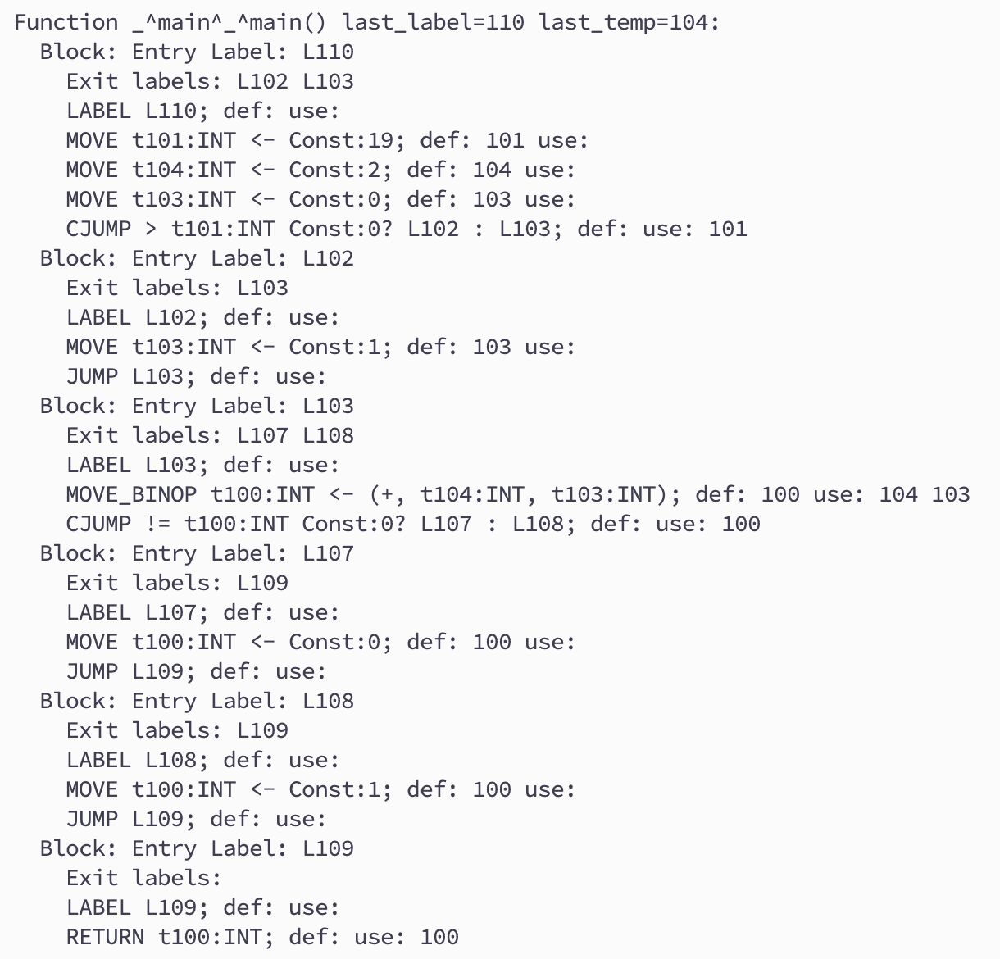 Function _^main^_^main() last_label=110 last_temp=104:
Block: Entry Label: L110
Exit labels: L102 L103
LABEL L110; def: use:
MOVE t101:INT <- Const:19; def: 101 use:
MOVE t104:INT <- Const:2; def: 104 use:
MOVE t103:INT <- Const:0; def: 103 use:
CJUMP > t101:INT Const:0? L102 : L103; def: use: 101
Block: Entry Label: L102
Exit labels: L103
LABEL L102; def: use:
MOVE t103:INT <- Const:1; def: 103 use:
JUMP L103; def: use:
Block: Entry Label: L103
Exit labels: L107 L108
LABEL L103; def: use:
MOVE_BINOP t100:INT <- (+, t104:INT, t103:INT); def: 100 use: 104 103
CJUMP != t100:INT Const:0? L107 : L108; def: use: 100
Block: Entry Label: L107
Exit labels: L109
LABEL L107; def: use:
MOVE t100:INT <- Const:0; def: 100 use:
JUMP L109; def: use:
Block: Entry Label: L108
Exit labels: L109
LABEL L108; def: use:
MOVE t100:INT <- Const:1; def: 100 use:
JUMP L109; def: use:
Block: Entry Label: L109
Exit labels:
LABEL L109; def: use:
RETURN t100:INT; def: use: 100